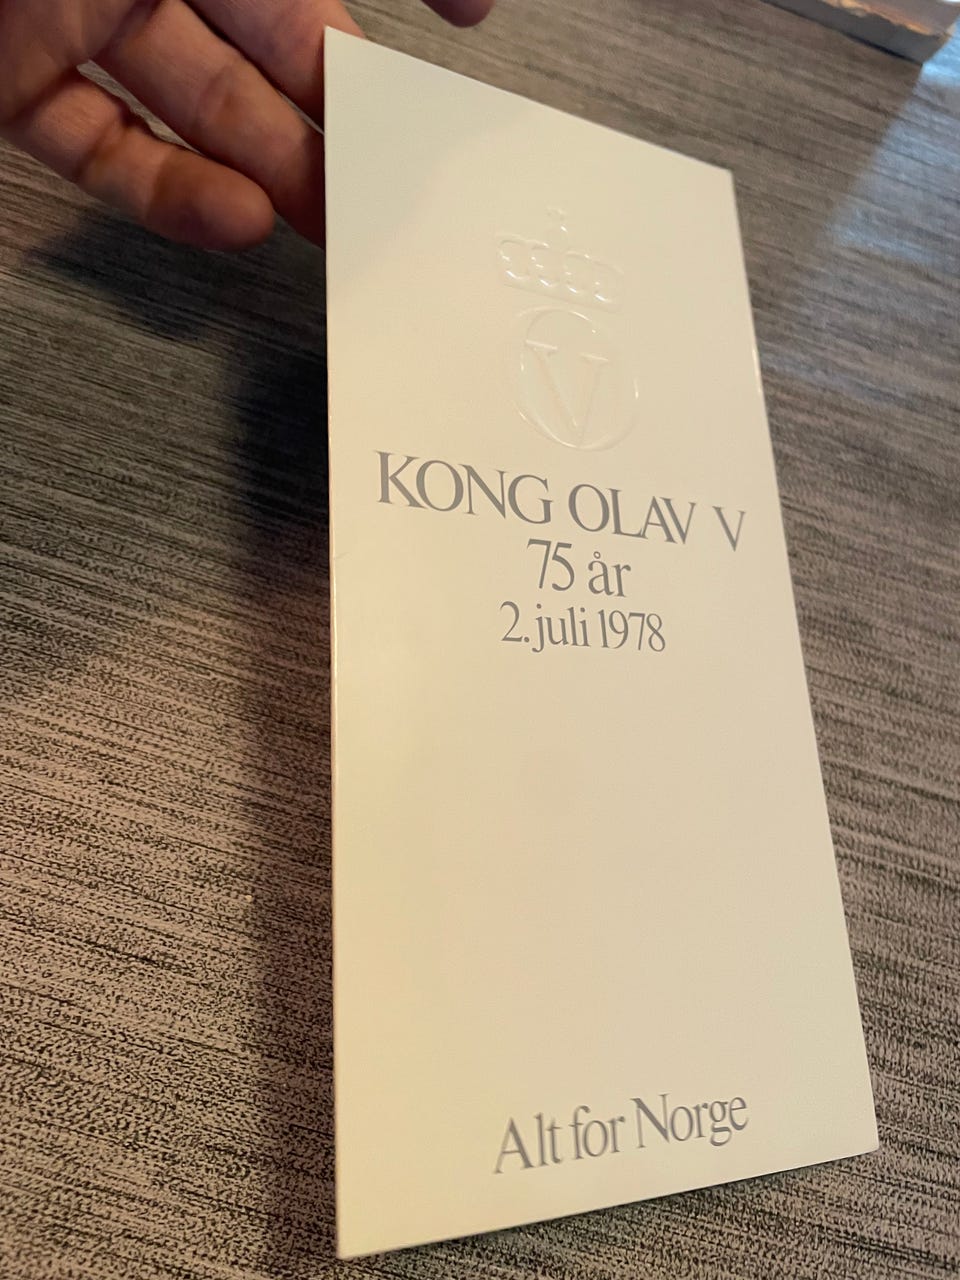 V
KONG OLAV V
75 år
2. juli 1978
Alt for Norge